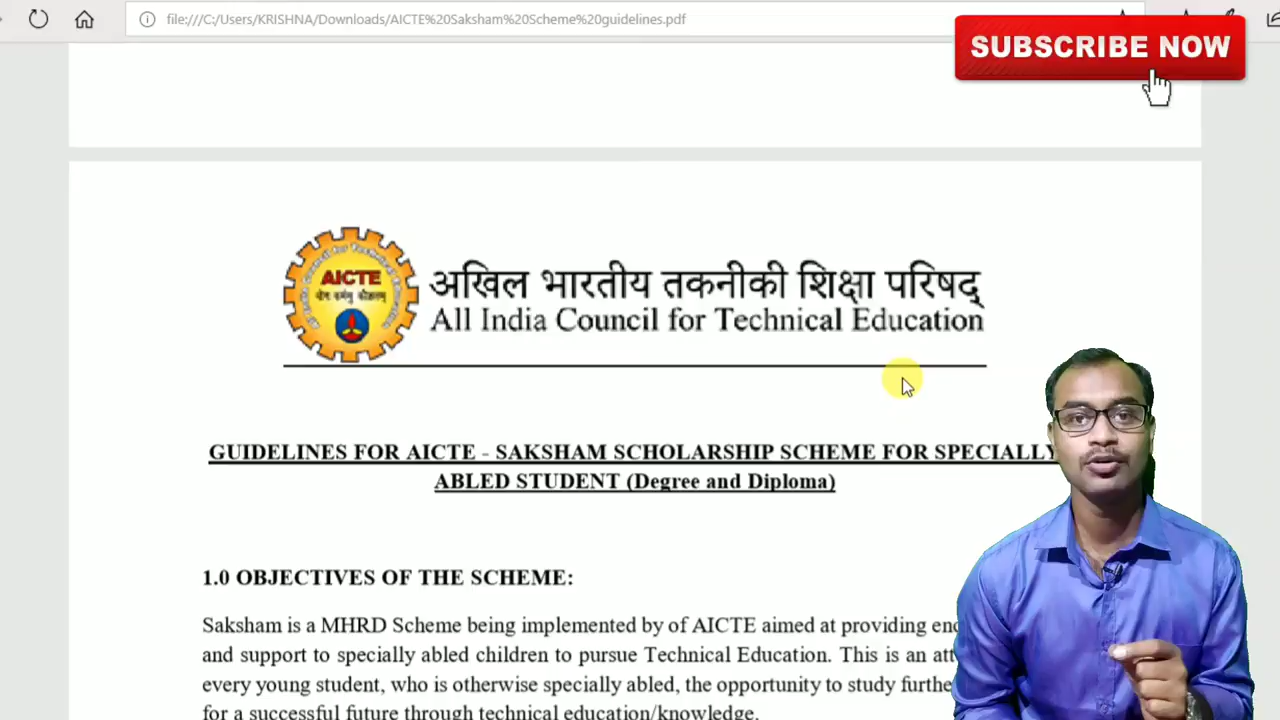 file:///C:/Users/KRISHNA/Downloads/AICTE%20Saksham%20Scheme%20guidelines.pdf
SUBSCRIBE NOW
AICTE
अखिल भारतीय तकनीकी शिक्षा परिषद्
All India Council for Technical Education
GUIDELINES FOR AICTE - SAKSHAM SCHOLARSHIP SCHEME FOR SPECIALLY
ABLED STUDENT (Degree and Diploma)
1.0 OBJECTIVES OF THE SCHEME:
Saksham is a MHRD Scheme being implemented by of AICTE aimed at providing
and support to specially abled children to pursue Technical Education. This is an
every young student, who is otherwise specially abled, the opportunity to study
for a successful future through technical education/knowledge.